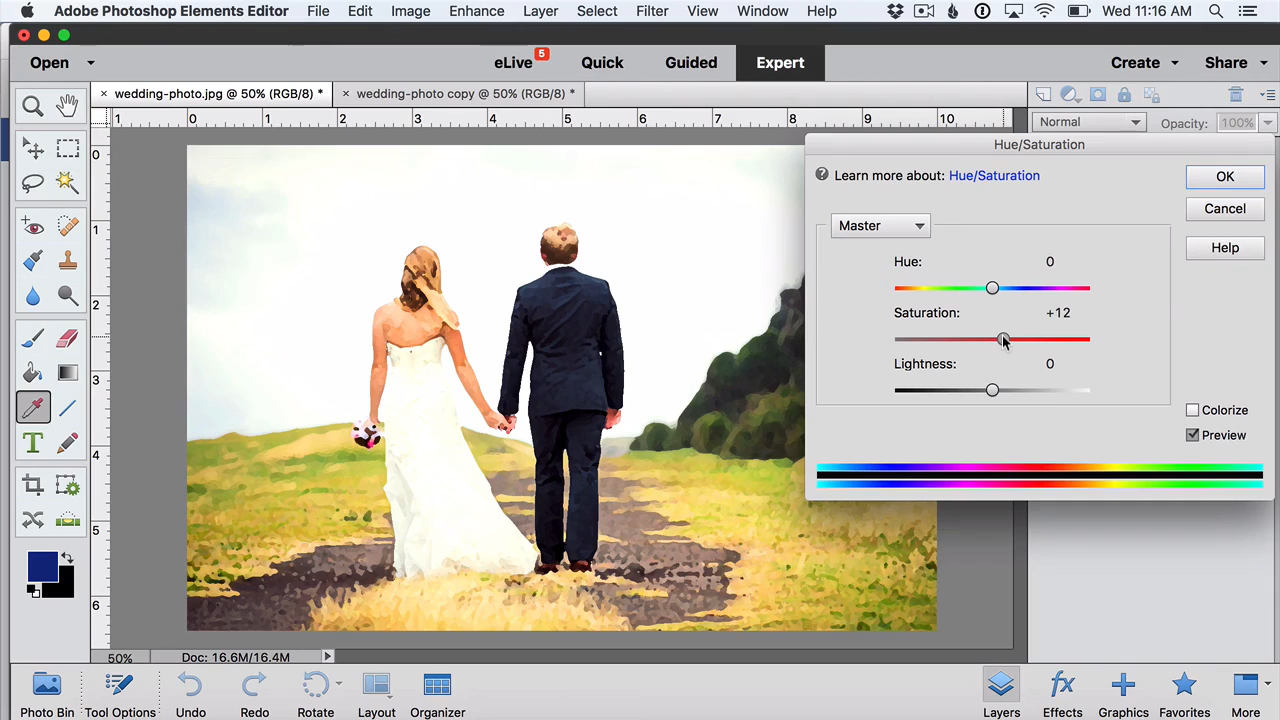 Adobe Photoshop Elements Editor File Edit Image Enhance Layer Select Filter View Window Help Wed 11:16 AM
Open eLive 5 Quick Guided Expert Create Share
× wedding-photo.jpg @ 50% (RGB/8) * × wedding-photo copy @ 50% (RGB/8) *
1 0 1 2 3 4 5 6 7 8 9 10
Normal Opacity: 100%
0
1
2
3
4
5
6
Hue/Saturation
? Learn more about: Hue/Saturation
OK
Cancel
Help
Master
Hue: 0
Saturation: +12
Lightness: 0
Colorize
Preview
T
50% Doc: 16.6M/16.4M
fx
Photo Bin Tool Options Undo Redo Rotate Layout Organizer Layers Effects Graphics Favorites More